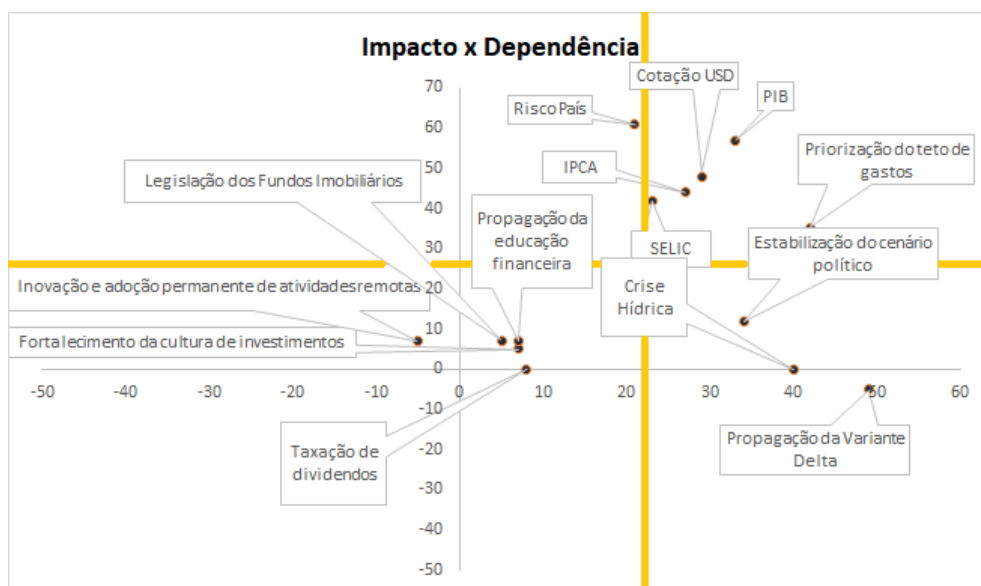 Impacto x Dependência
Cotação USD
PIB
Risco País
Priorização do teto de
gastos
IPCA
Legislação dos Fundos Imobiliários
Propagação da
educação
financeira
SELIC
Estabilização do cenário
político
Crise
Hídrica
Inovação e adoção permanente de atividades remotas
Fortalecimento da cultura de investimentos
Taxação de
dividendos
Propagação da Variante
Delta
70
60
50
40
30
20
10
0
-10
-20
-30
-40
-50
-50
-40
-30
-20
-10
0
10
20
30
40
50
60